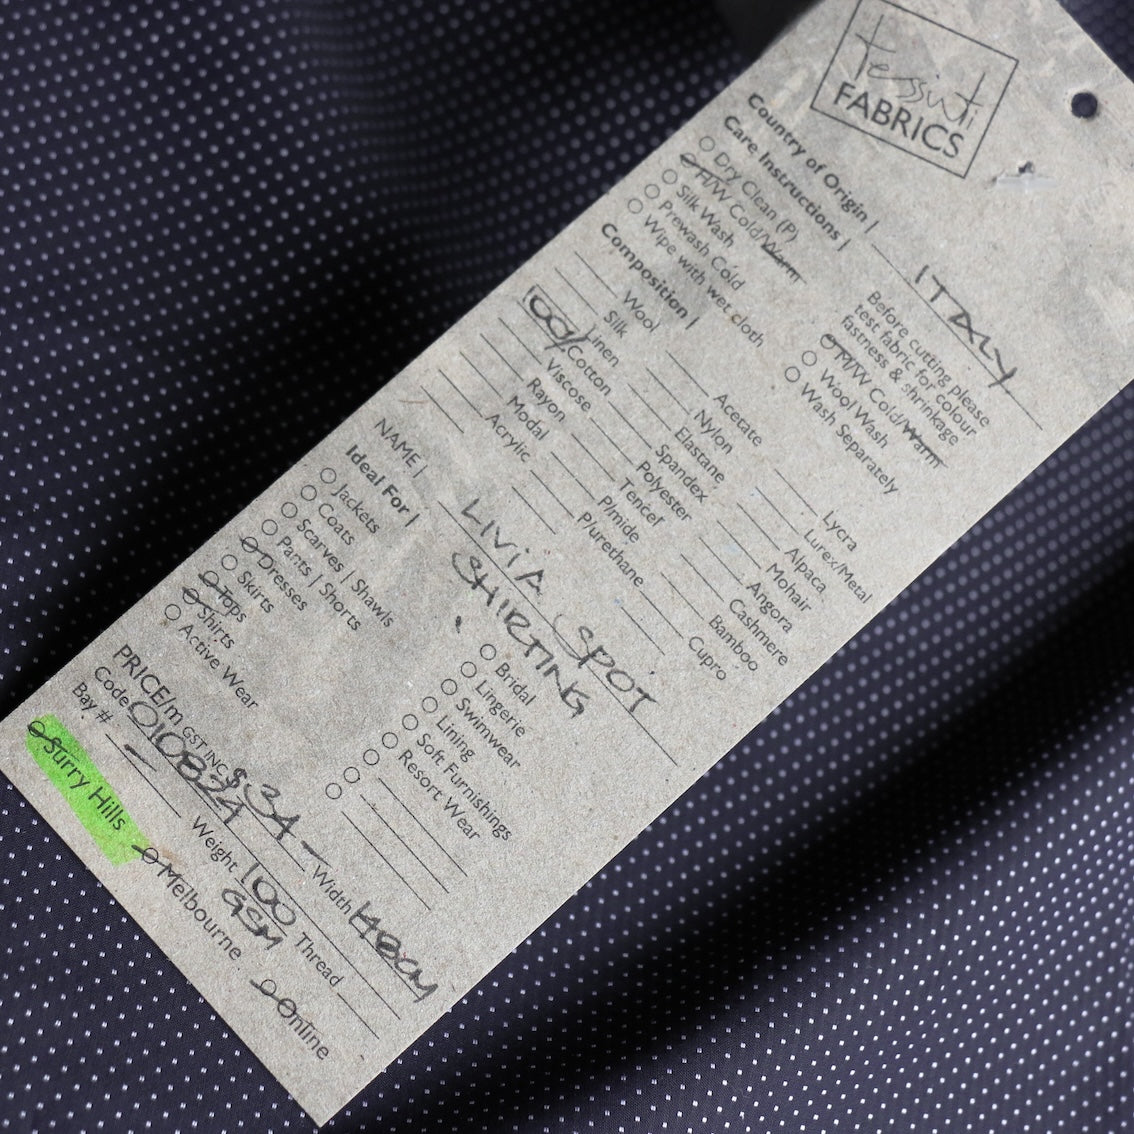 tessuti
FABRICS
Country of Origin | ITALY
Care Instructions |
Before cutting please
test fabric for colour
fastness & shrinkage
Dry Clean (P)
H/W Cold/Warm
Silk Wash
Prewash Cold
Wipe with wet cloth
M/W Cold/Warm
Wool Wash
Wash Separately
Composition |
Wool
Silk
Linen
100% Cotton
Viscose
Rayon
Modal
Acrylic
Acetate
Nylon
Elastane
Spandex
Polyester
Tencel
P/mide
P/urethane
Lycra
Lurex/Metal
Alpaca
Mohair
Angora
Cashmere
Bamboo
Cupro
NAME | LIVIA SPOT
SHIRTING
Ideal For |
Jackets
Coats
Scarves | Shawls
Pants | Shorts
Dresses
Skirts
Tops
Shirts
Active Wear
Bridal
Lingerie
Swimwear
Lining
Soft Furnishings
Resort Wear
PRICE/m GST INC $34 - Width 148cm
Code 010824 Weight 100 GSM Thread
Bay #
Surry Hills Melbourne Online